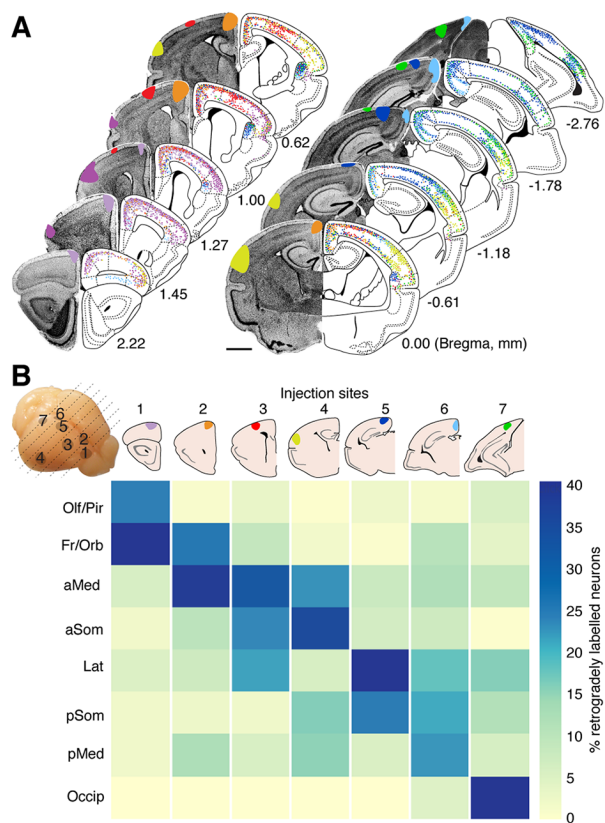 A
0.62
1.00
1.27
1.45
2.22
-2.76
-1.78
-1.18
-0.61
0.00 (Bregma, mm)
B
Injection sites
1 2 3 4 5 6 7
7 6 5 4 3 2 1
Olf/Pir
Fr/Orb
aMed
aSom
Lat
pSom
pMed
Occip
40
35
30
25
20
15
10
5
0
% retrogradely labelled neurons